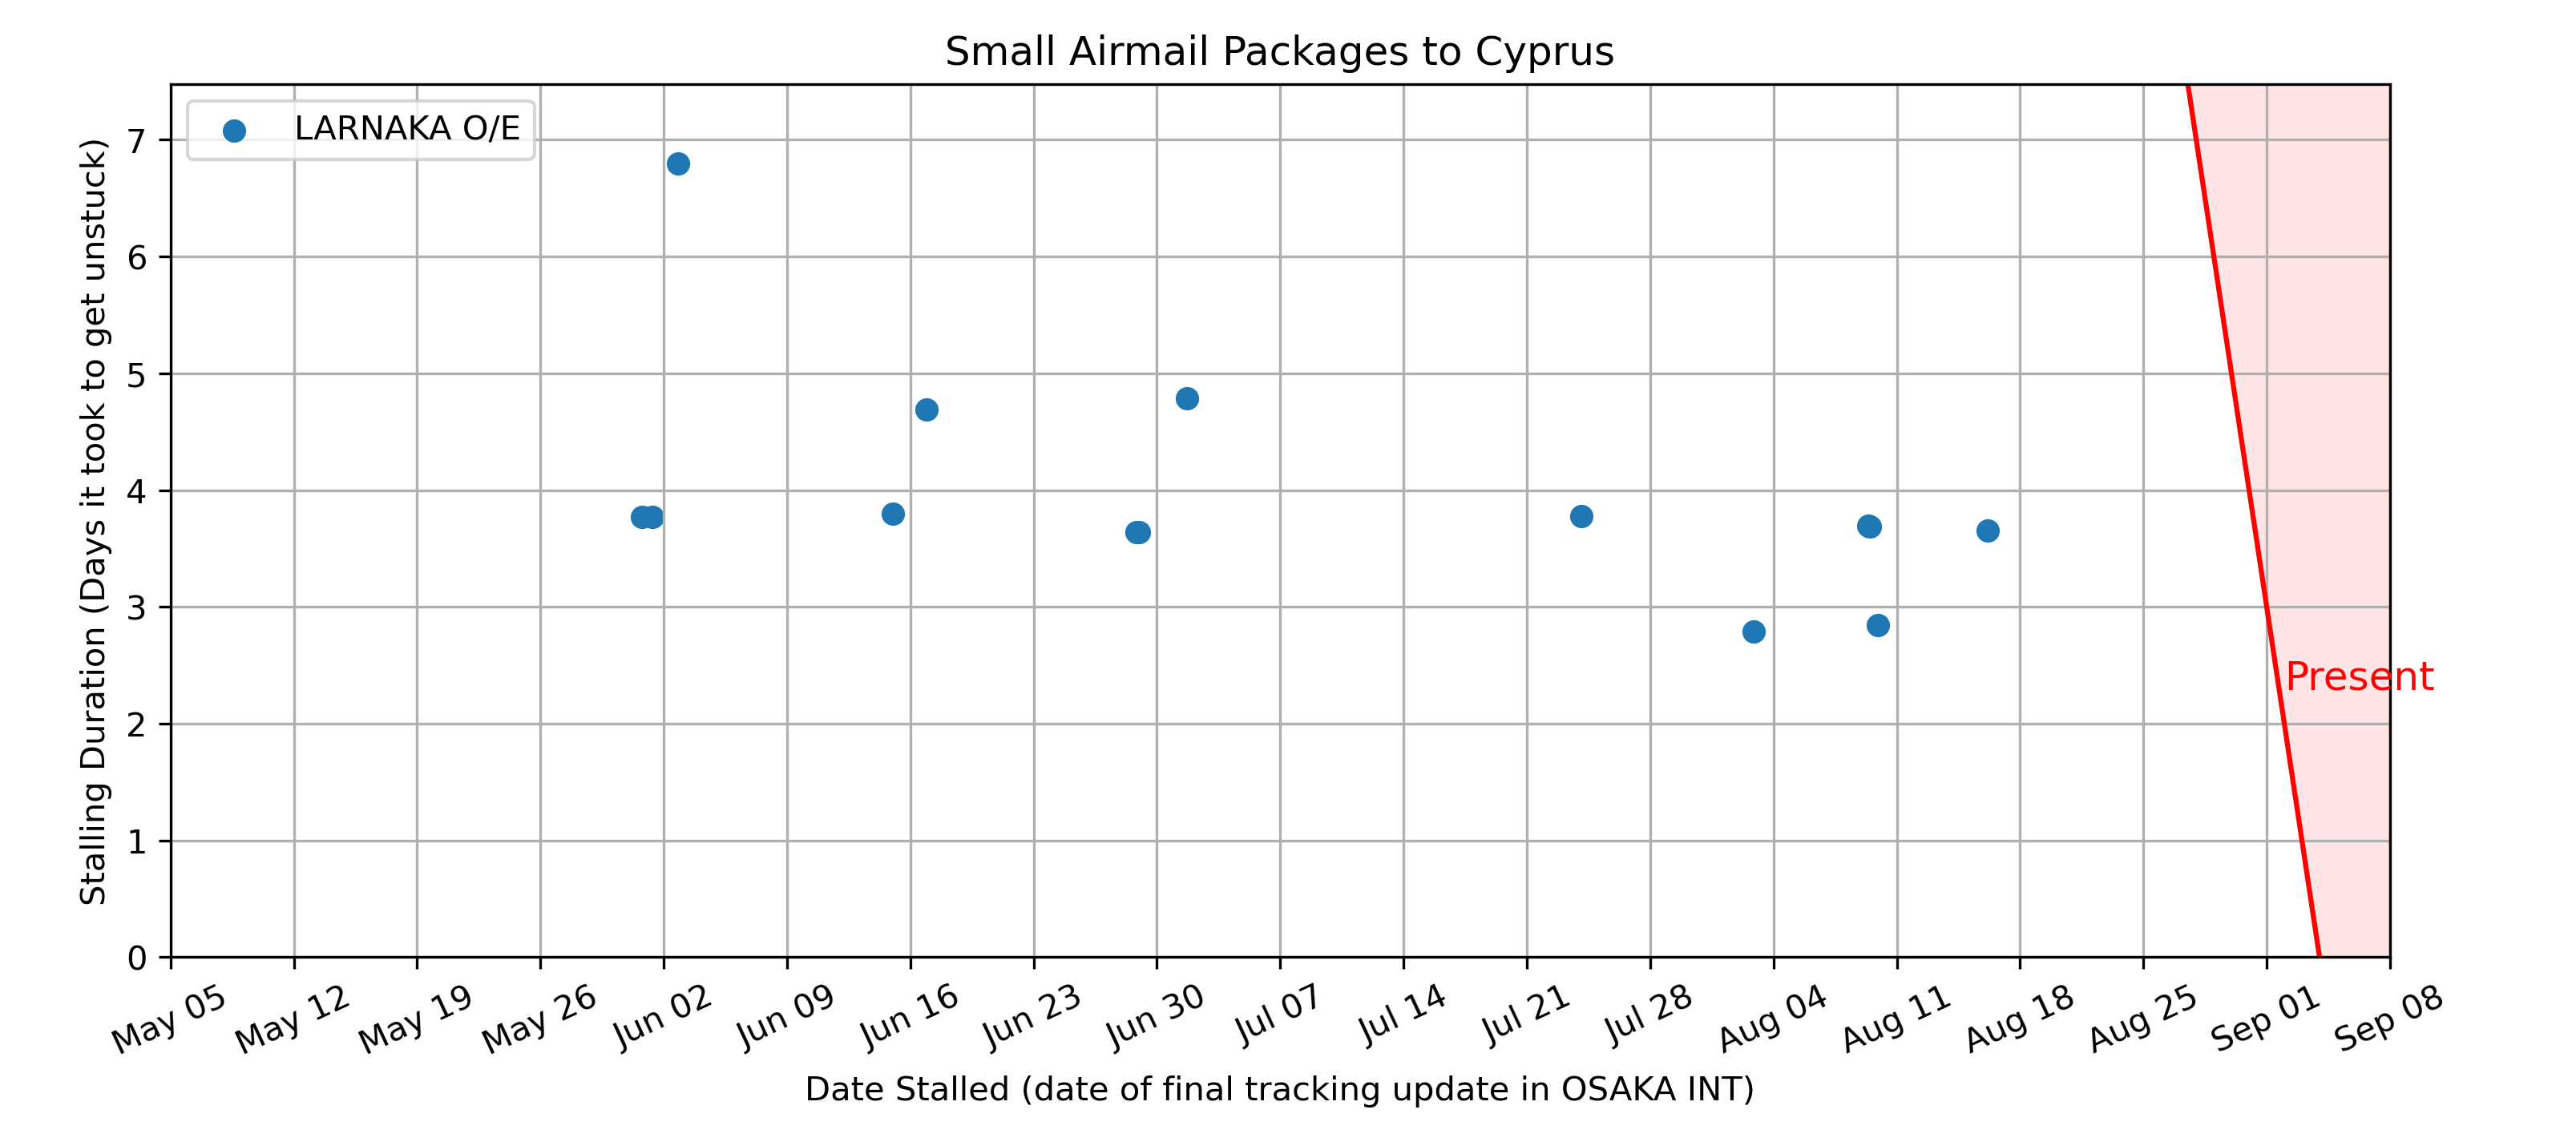 Small Airmail Packages to Cyprus
LARNAKA O/E
Stalling Duration (Days it took to get unstuck)
7
6
5
4
3
2
1
0
Present
May 05 May 12 May 19 May 26 Jun 02 Jun 09 Jun 16 Jun 23 Jun 30 Jul 07 Jul 14 Jul 21 Jul 28 Aug 04 Aug 11 Aug 18 Aug 25 Sep 01 Sep 08
Date Stalled (date of final tracking update in OSAKA INT)